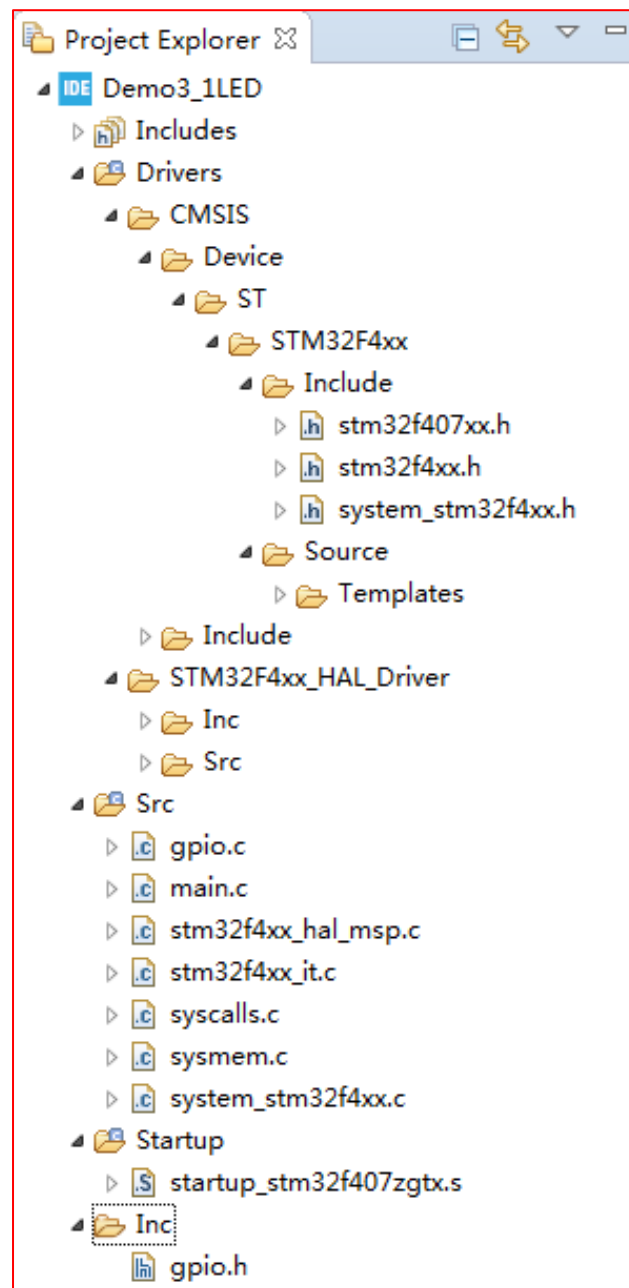 Project Explorer
IDE Demo3_1LED
Includes
Drivers
CMSIS
Device
ST
STM32F4xx
Include
.h stm32f407xx.h
.h stm32f4xx.h
.h system_stm32f4xx.h
Source
Templates
Include
STM32F4xx_HAL_Driver
Inc
Src
Src
.c gpio.c
.c main.c
.c stm32f4xx_hal_msp.c
.c stm32f4xx_it.c
.c syscalls.c
.c sysmem.c
.c system_stm32f4xx.c
Startup
.S startup_stm32f407zgtx.s
Inc
gpio.h